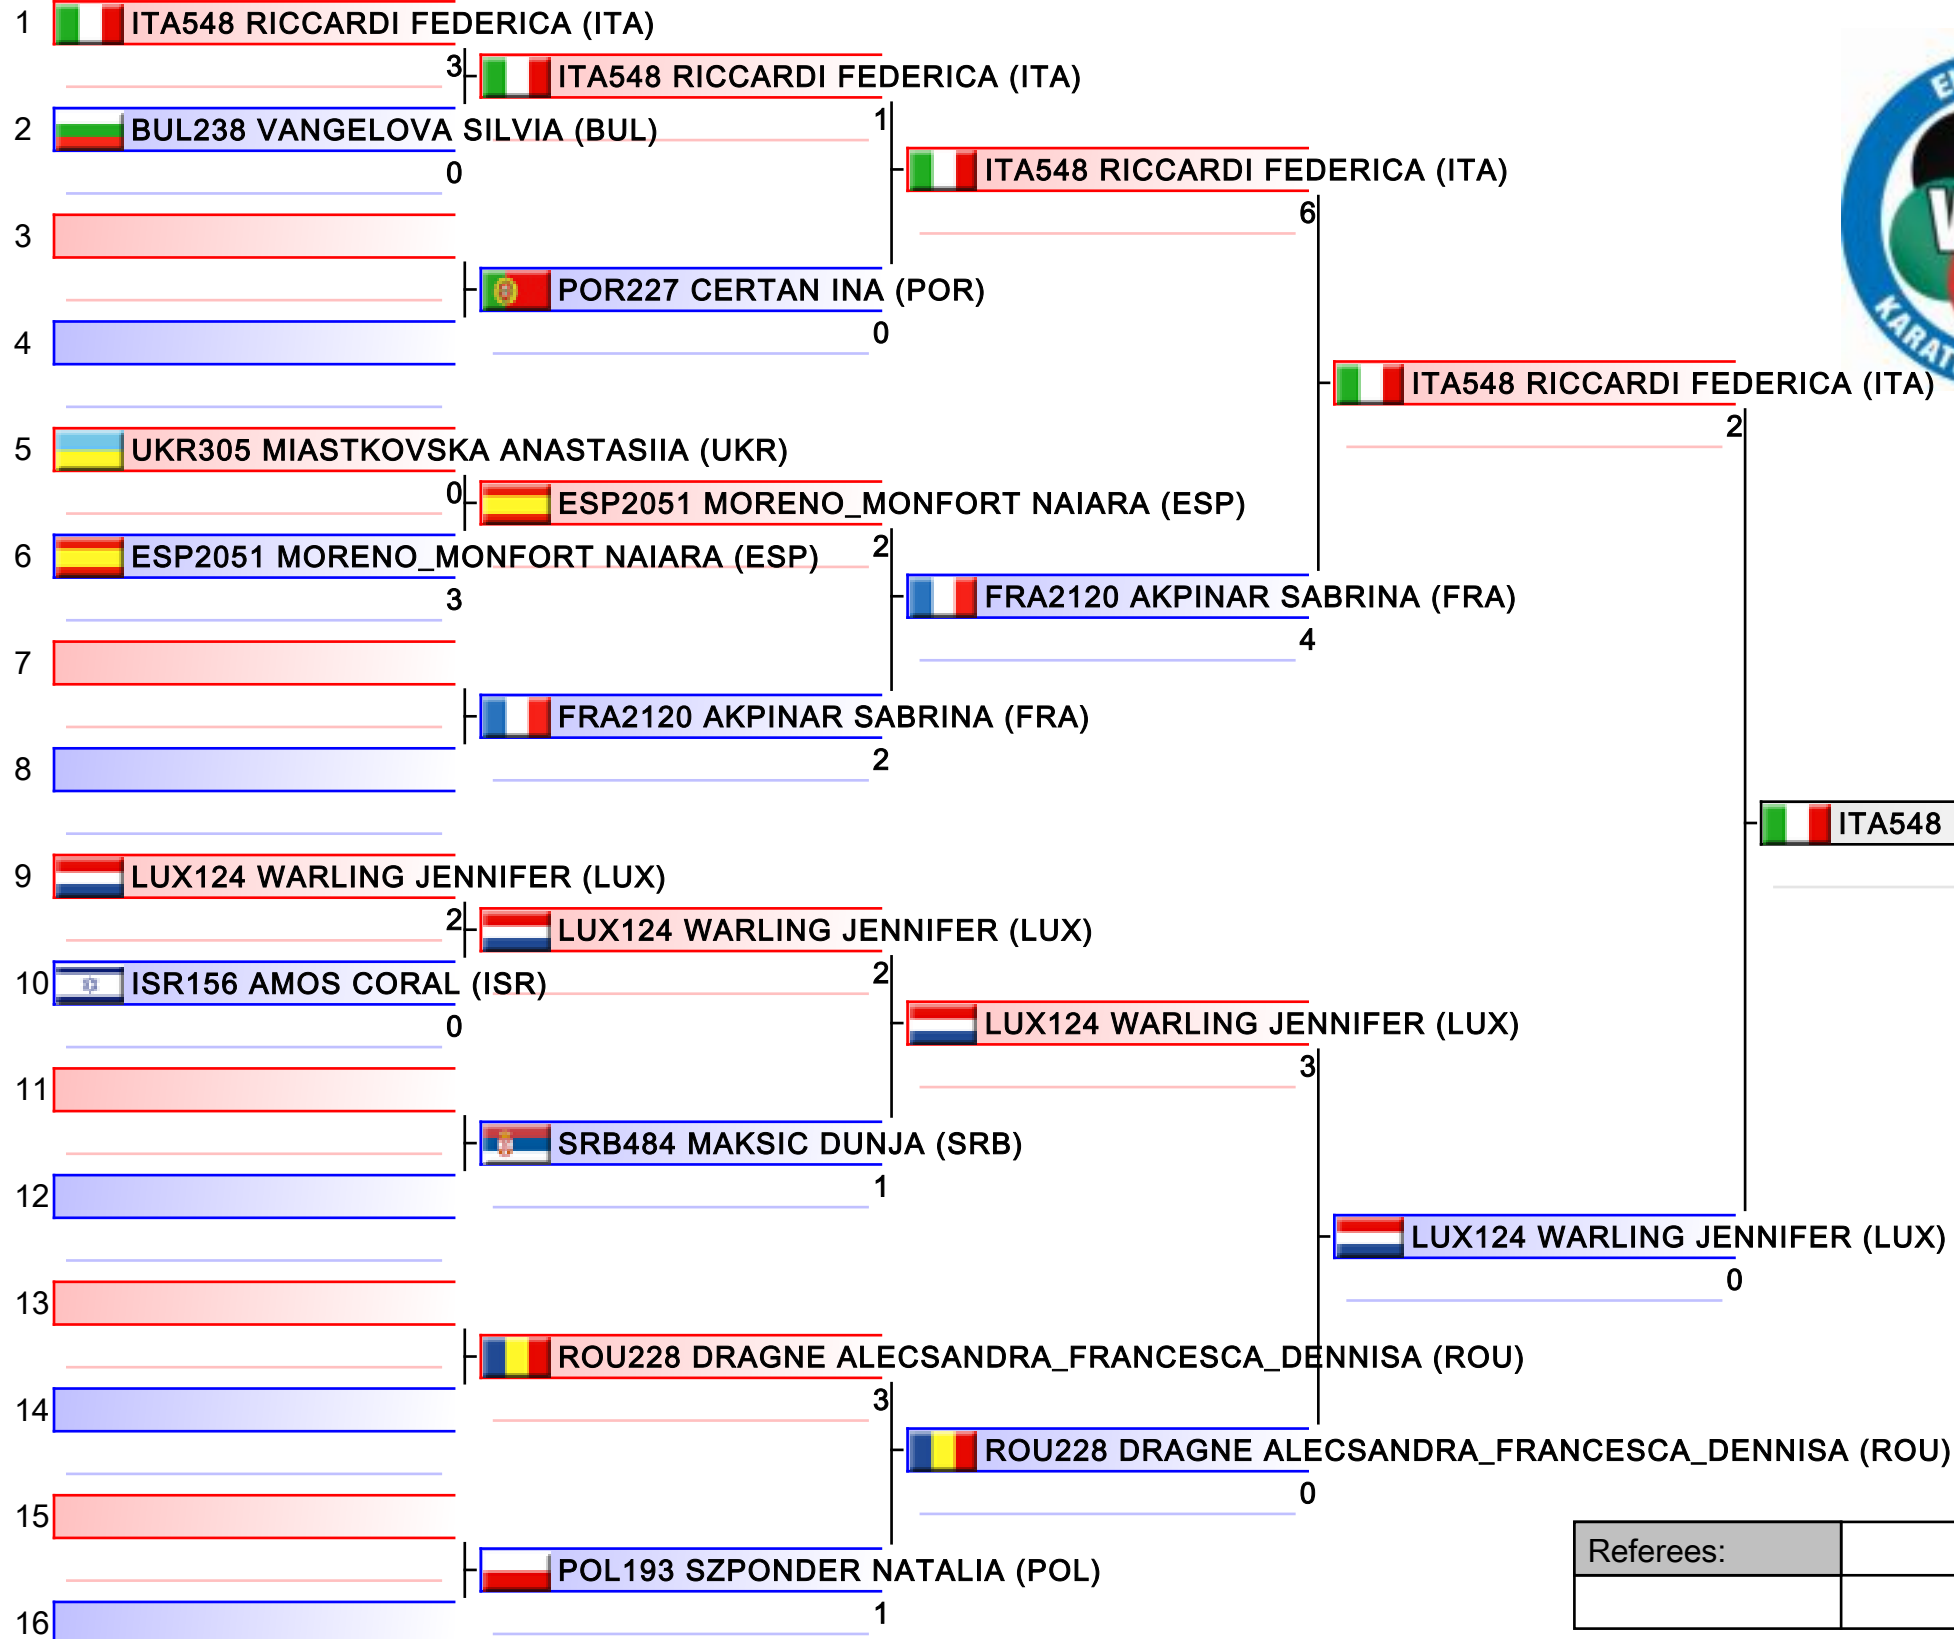 1 ITA548 RICCARDI FEDERICA (ITA)
3
ITA548 RICCARDI FEDERICA (ITA)
1
2 BUL238 VANGELOVA SILVIA (BUL)
0
ITA548 RICCARDI FEDERICA (ITA)
6
3
POR227 CERTAN INA (POR)
0
4
ITA548 RICCARDI FEDERICA (ITA)
2
5 UKR305 MIASTKOVSKA ANASTASIIA (UKR)
0
ESP2051 MORENO_MONFORT NAIARA (ESP)
2
6 ESP2051 MORENO_MONFORT NAIARA (ESP)
3
FRA2120 AKPINAR SABRINA (FRA)
4
7
FRA2120 AKPINAR SABRINA (FRA)
2
8
ITA548
9 LUX124 WARLING JENNIFER (LUX)
2
LUX124 WARLING JENNIFER (LUX)
2
10 ISR156 AMOS CORAL (ISR)
0
LUX124 WARLING JENNIFER (LUX)
3
11
SRB484 MAKSIC DUNJA (SRB)
1
12
LUX124 WARLING JENNIFER (LUX)
0
13
ROU228 DRAGNE ALECSANDRA_FRANCESCA_DENNISA (ROU)
3
14
ROU228 DRAGNE ALECSANDRA_FRANCESCA_DENNISA (ROU)
0
15
POL193 SZPONDER NATALIA (POL)
1
16
Referees: